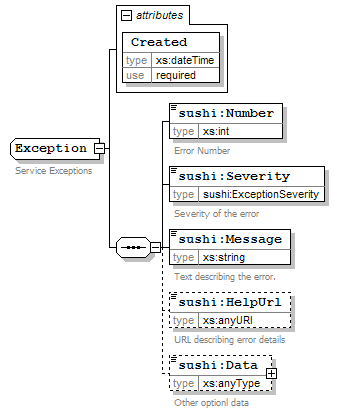 attributes
Created
type xs:dateTime
use required
Exception
Service Exceptions
sushi:Number
type xs:int
Error Number
sushi:Severity
type sushi:ExceptionSeverity
Severity of the error
sushi:Message
type xs:string
Text describing the error.
sushi:HelpUrl
type xs:anyURI
URL describing error details
sushi:Data
type xs:anyType
Other optionl data